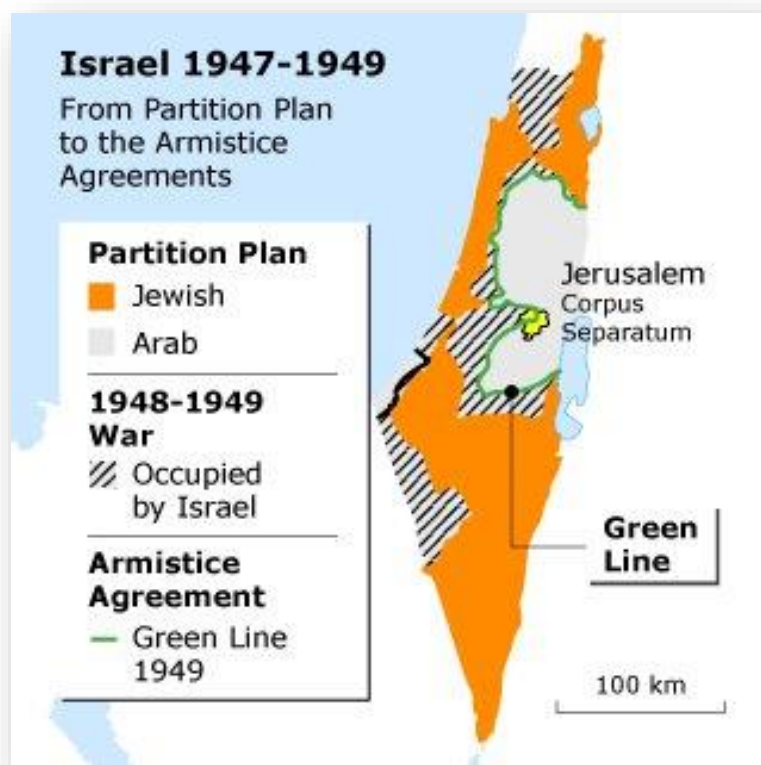 Israel 1947-1949
From Partition Plan
to the Armistice
Agreements
Partition Plan
Jewish
Arab
1948-1949
War
Occupied
by Israel
Armistice
Agreement
Green Line
1949
Jerusalem
Corpus
Separatum
Green
Line
100 km